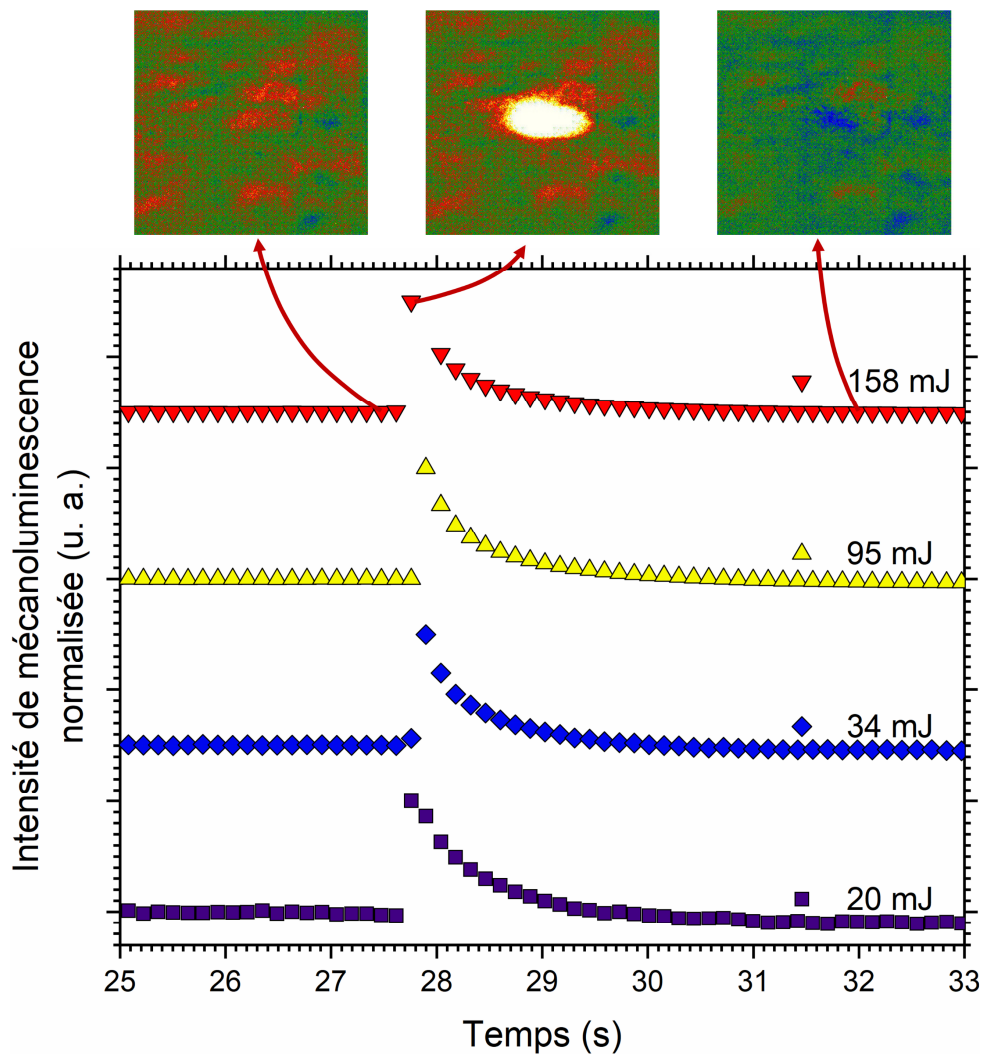 Intensité de mécanoluminescence
normalisée (u. a.)
158 mJ
95 mJ
34 mJ
20 mJ
25 26 27 28 29 30 31 32 33
Temps (s)